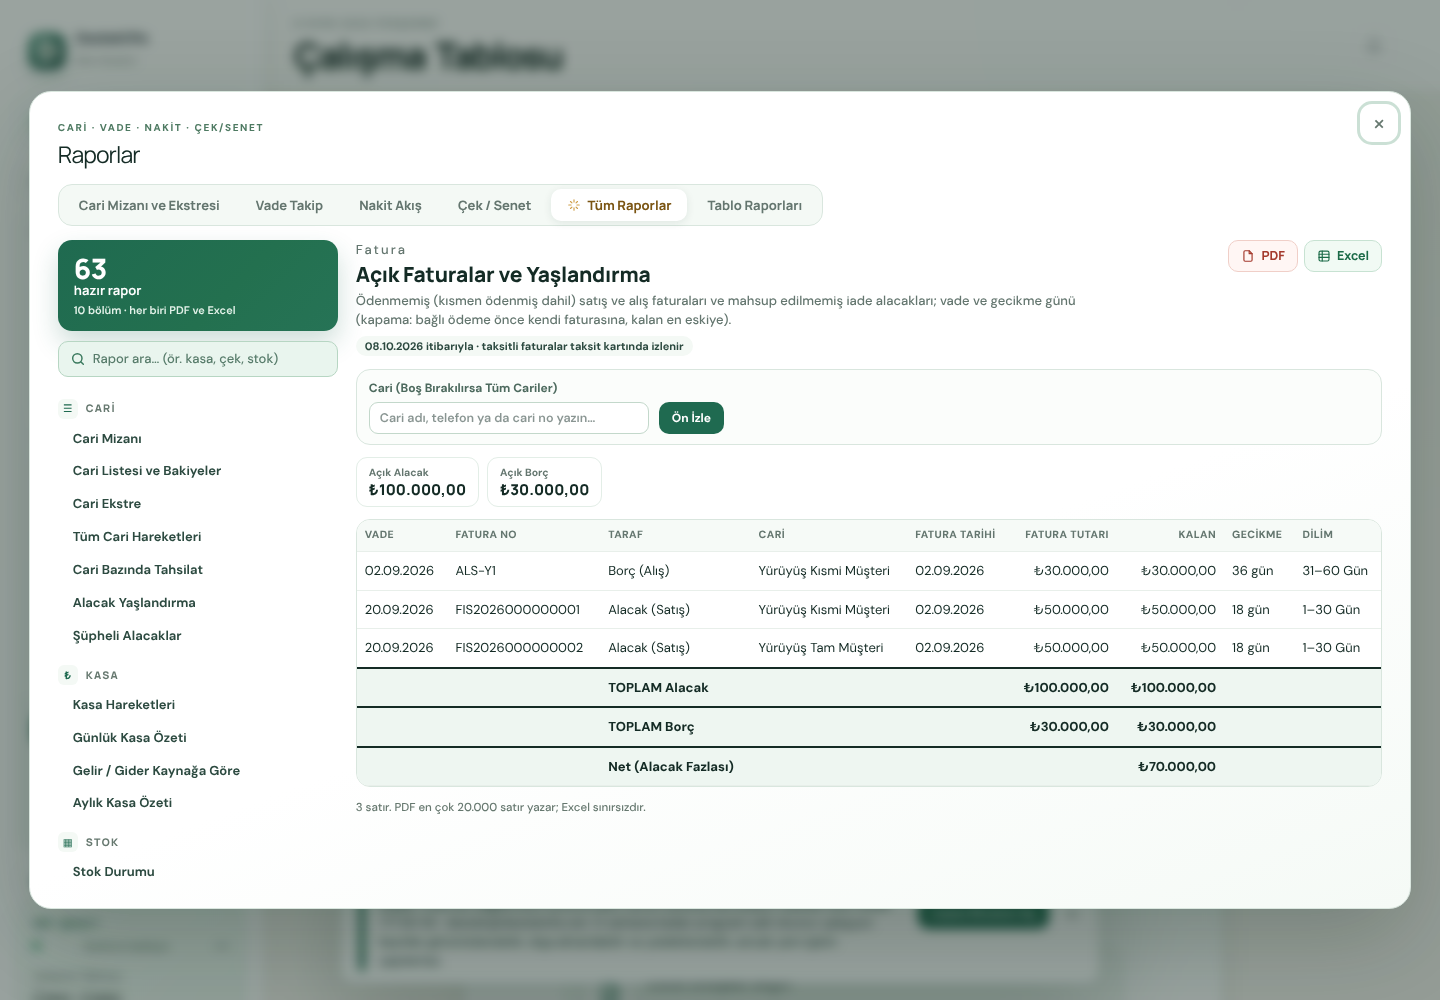 Çalışma Tablosu
CARİ · VADE · NAKİT · ÇEK/SENET
Raporlar
×
Cari Mizanı ve Ekstresi
Vade Takip
Nakit Akış
Çek / Senet
Tüm Raporlar
Tablo Raporları
63
hazır rapor
10 bölüm · her biri PDF ve Excel
Rapor ara… (ör. kasa, çek, stok)
CARİ
Cari Mizanı
Cari Listesi ve Bakiyeler
Cari Ekstre
Tüm Cari Hareketleri
Cari Bazında Tahsilat
Alacak Yaşlandırma
Şüpheli Alacaklar
₺ KASA
Kasa Hareketleri
Günlük Kasa Özeti
Gelir / Gider Kaynağa Göre
Aylık Kasa Özeti
STOK
Stok Durumu
Fatura
Açık Faturalar ve Yaşlandırma
PDF
Excel
Ödenmemiş (kısmen ödenmiş dahil) satış ve alış faturaları ve mahsup edilmemiş iade alacakları; vade ve gecikme günü
(kapama: bağlı ödeme önce kendi faturasına, kalan en eskiye).
08.10.2026 itibarıyla · taksitli faturalar taksit kartında izlenir
Cari (Boş Bırakılırsa Tüm Cariler)
Cari adı, telefon ya da cari no yazın…
Ön İzle
Açık Alacak
₺100.000,00
Açık Borç
₺30.000,00
VADE FATURA NO TARAF CARİ FATURA TARİHİ FATURA TUTARI KALAN GECİKME DİLİM
02.09.2026 ALS-Y1 Borç (Alış) Yürüyüş Kısmi Müşteri 02.09.2026 ₺30.000,00 ₺30.000,00 36 gün 31–60 Gün
20.09.2026 FIS2026000000001 Alacak (Satış) Yürüyüş Kısmi Müşteri 02.09.2026 ₺50.000,00 ₺50.000,00 18 gün 1–30 Gün
20.09.2026 FIS2026000000002 Alacak (Satış) Yürüyüş Tam Müşteri 02.09.2026 ₺50.000,00 ₺50.000,00 18 gün 1–30 Gün
TOPLAM Alacak ₺100.000,00 ₺100.000,00
TOPLAM Borç ₺30.000,00 ₺30.000,00
Net (Alacak Fazlası) ₺70.000,00
3 satır. PDF en çok 20.000 satır yazar; Excel sınırsızdır.